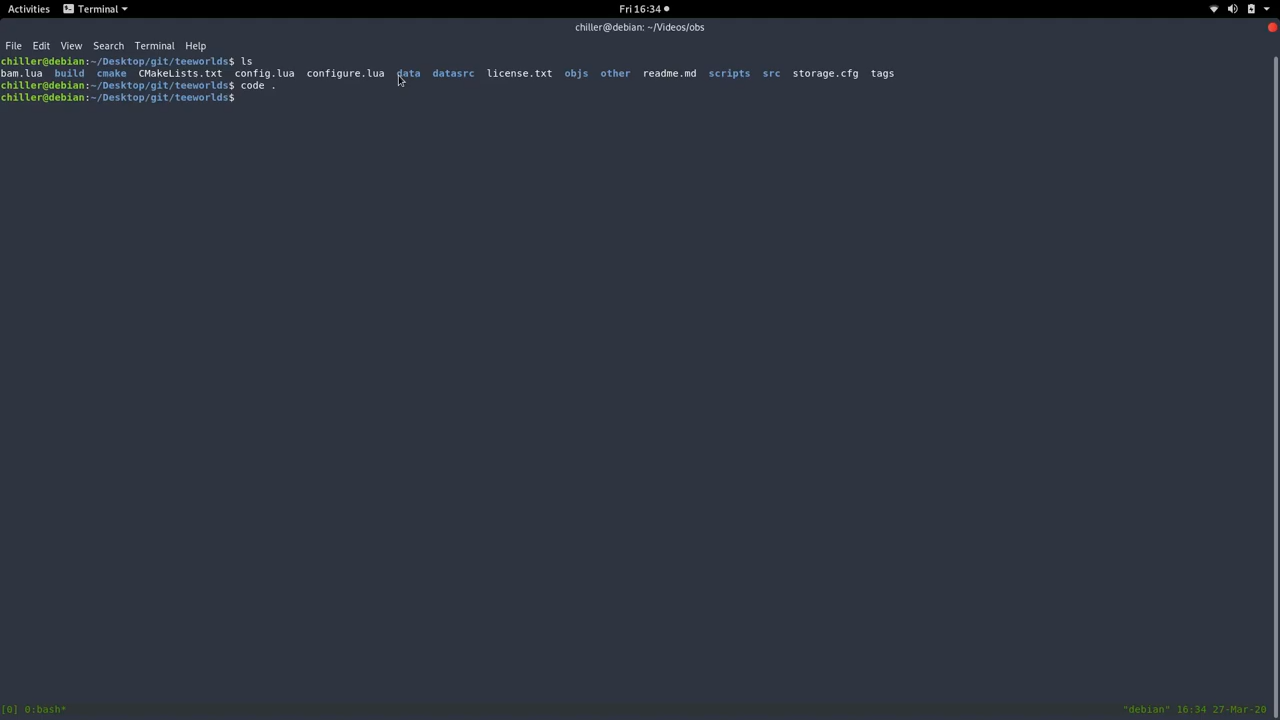 Activities Terminal Fri 16:34
chiller@debian: ~/Videos/obs
File Edit View Search Terminal Help
chiller@debian:~/Desktop/git/teeworlds$ ls
bam.lua build cmake CMakeLists.txt config.lua configure.lua data datasrc license.txt objs other readme.md scripts src storage.cfg tags
chiller@debian:~/Desktop/git/teeworlds$ code .
chiller@debian:~/Desktop/git/teeworlds$
[0] 0:bash* "debian" 16:34 27-Mar-20